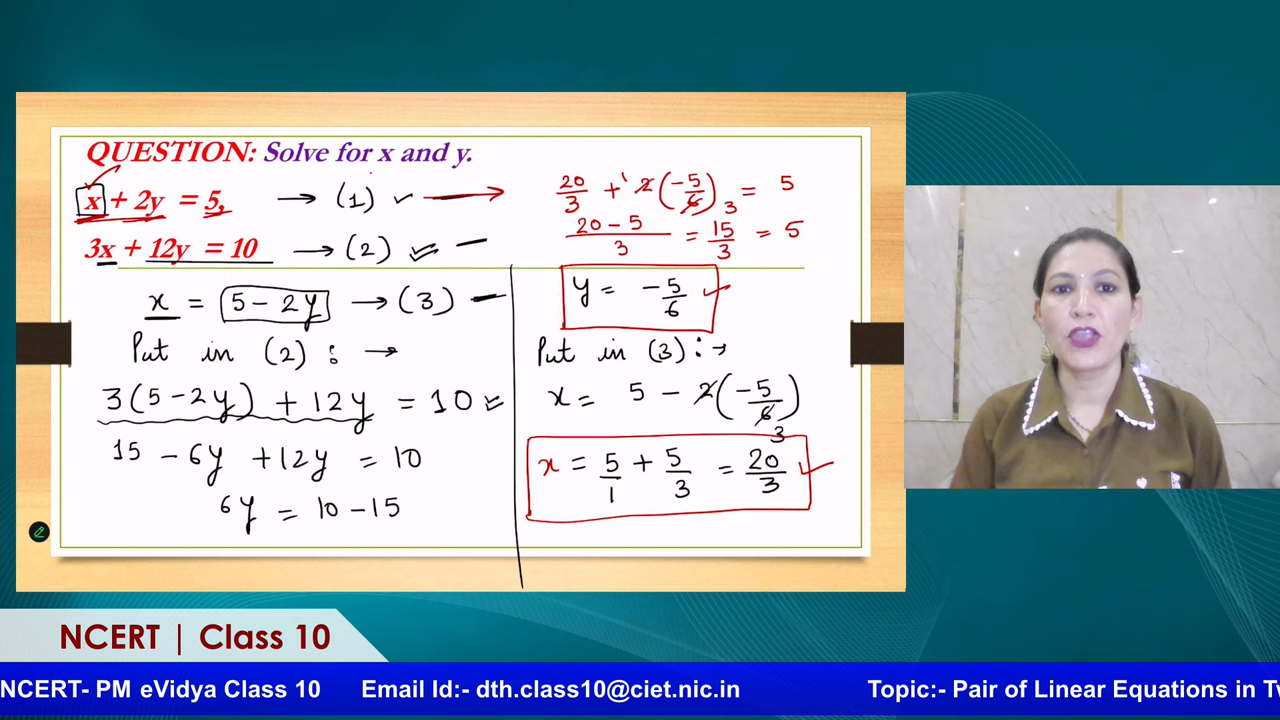 QUESTION: Solve for x and y.
x + 2y = 5, → (1) ✓
3x + 12y = 10 → (2) ✓
x = 5 - 2y → (3)
Put in (2) : →
3(5-2y) + 12y = 10 ✓
15 - 6y + 12y = 10
6y = 10 - 15
20/3 + 2(-5/6) = 5
1
3
20 - 5/3 = 15/3 = 5
y = -5/6 ✓
Put in (3) : →
x = 5 - 2(-5/6)
3
x = 5/1 + 5/3 = 20/3 ✓
NCERT | Class 10
NCERT- PM eVidya Class 10 Email Id:- dth.class10@ciet.nic.in Topic:- Pair of Linear Equations in